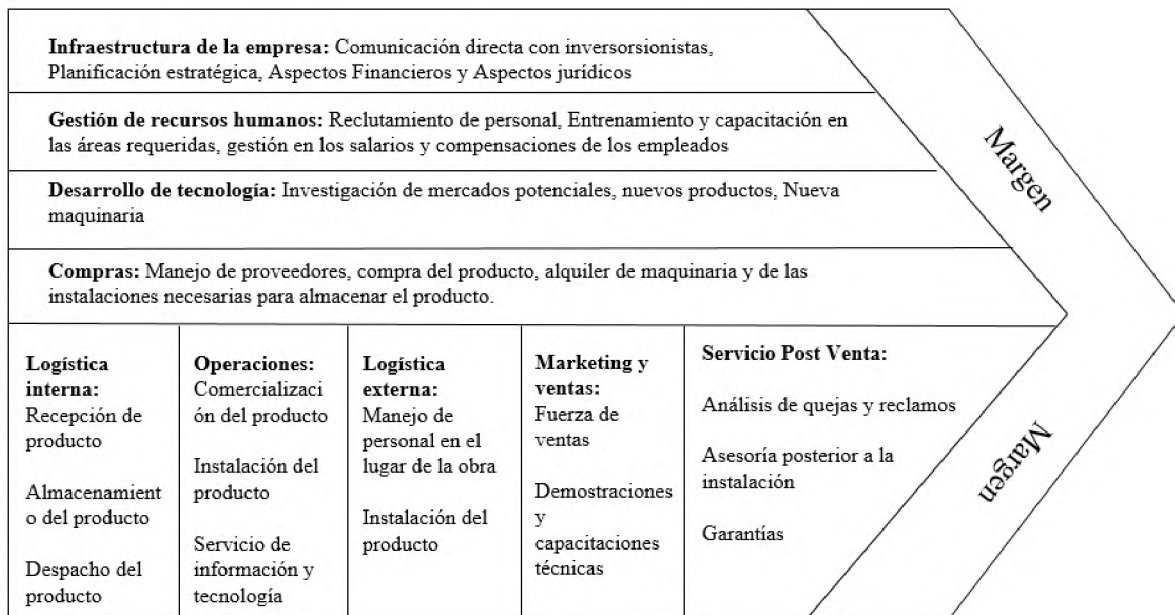 Infraestructura de la empresa: Comunicación directa con inversorsionistas,
Planificación estratégica, Aspectos Financieros y Aspectos jurídicos
Gestión de recursos humanos: Reclutamiento de personal, Entrenamiento y capacitación en
las áreas requeridas, gestión en los salarios y compensaciones de los empleados
Desarrollo de tecnología: Investigación de mercados potenciales, nuevos productos, Nueva
maquinaria
Compras: Manejo de proveedores, compra del producto, alquiler de maquinaria y de las
instalaciones necesarias para almacenar el producto.
Logística
interna:
Recepción de
producto
Almacenamient
o del producto
Despacho del
producto
Operaciones:
Comercializac
ión del producto
Instalación del
producto
Servicio de
información y
tecnología
Logística
externa:
Manejo de
personal en el
lugar de la obra
Instalación del
producto
Marketing y
ventas:
Fuerza de
ventas
Demostraciones
y
capacitaciones
técnicas
Servicio Post Venta:
Análisis de quejas y reclamos
Asesoría posterior a la
instalación
Garantías
Margen
Margen